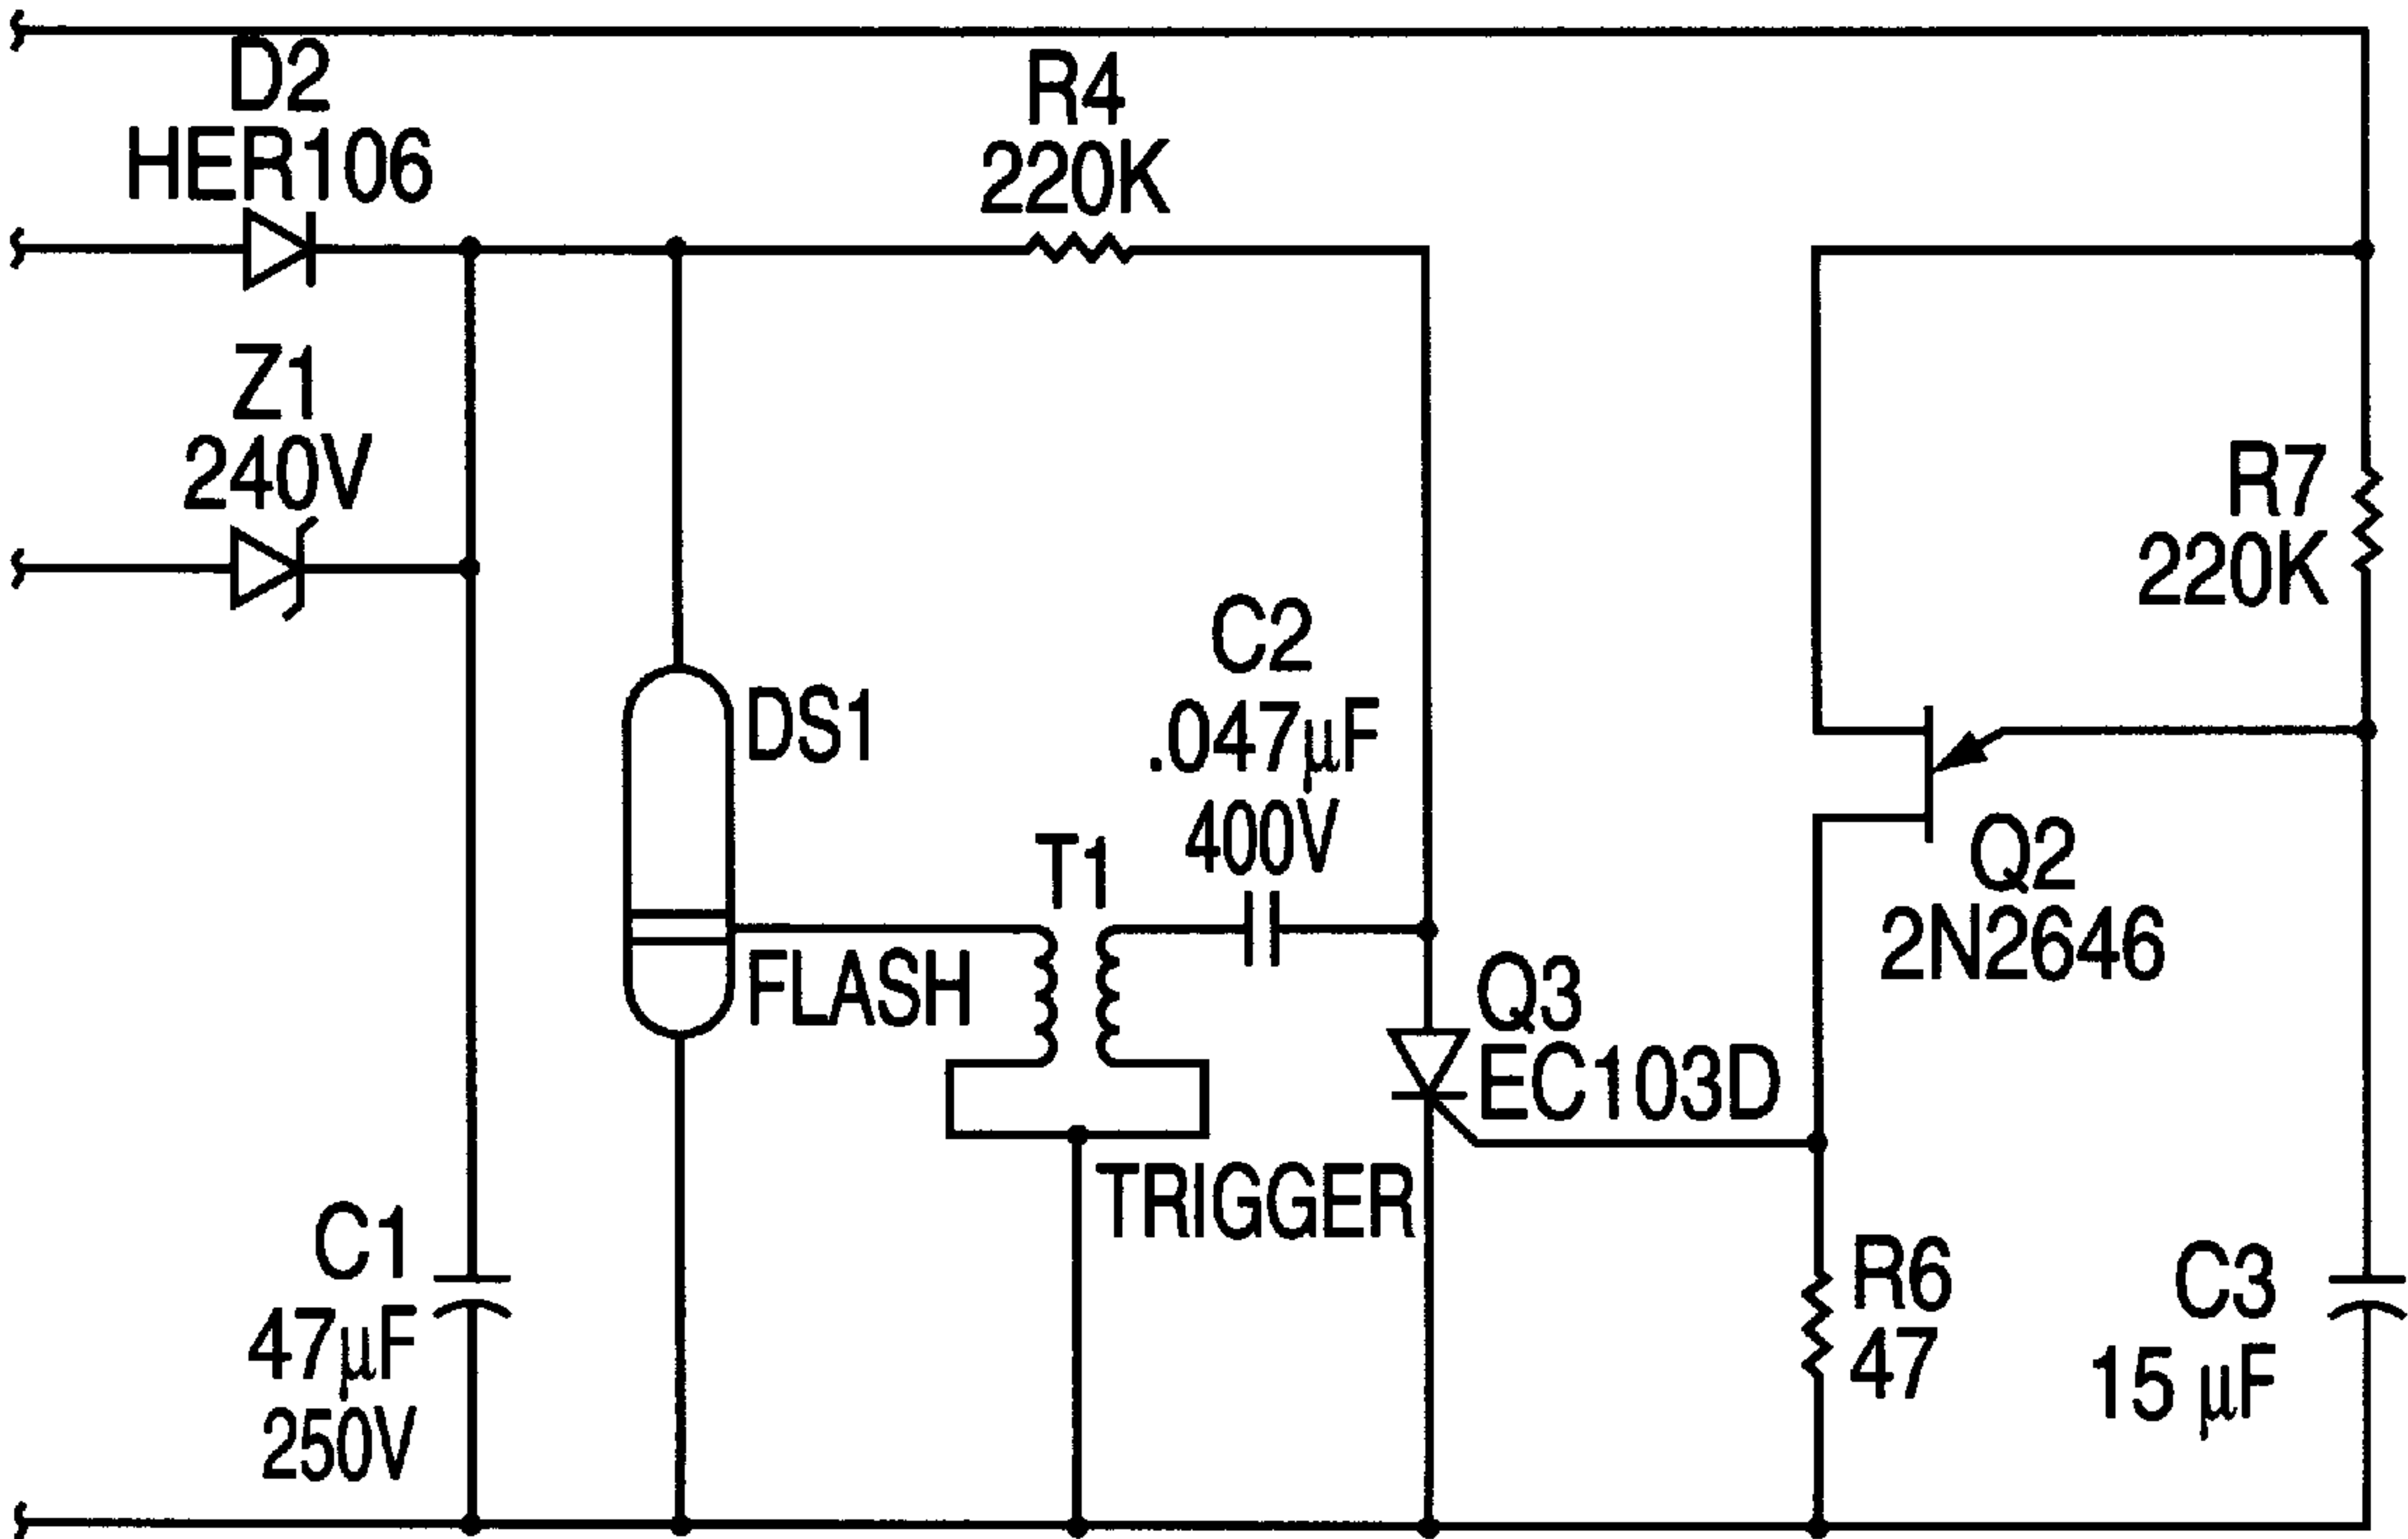 D2
HER106
R4
220K
Z1
240V
R7
220K
C2
.047µF
400V
DS1
FLASH
T1
TRIGGER
Q2
2N2646
Q3
EC103D
C1
47µF
250V
R6
47
C3
15 µF